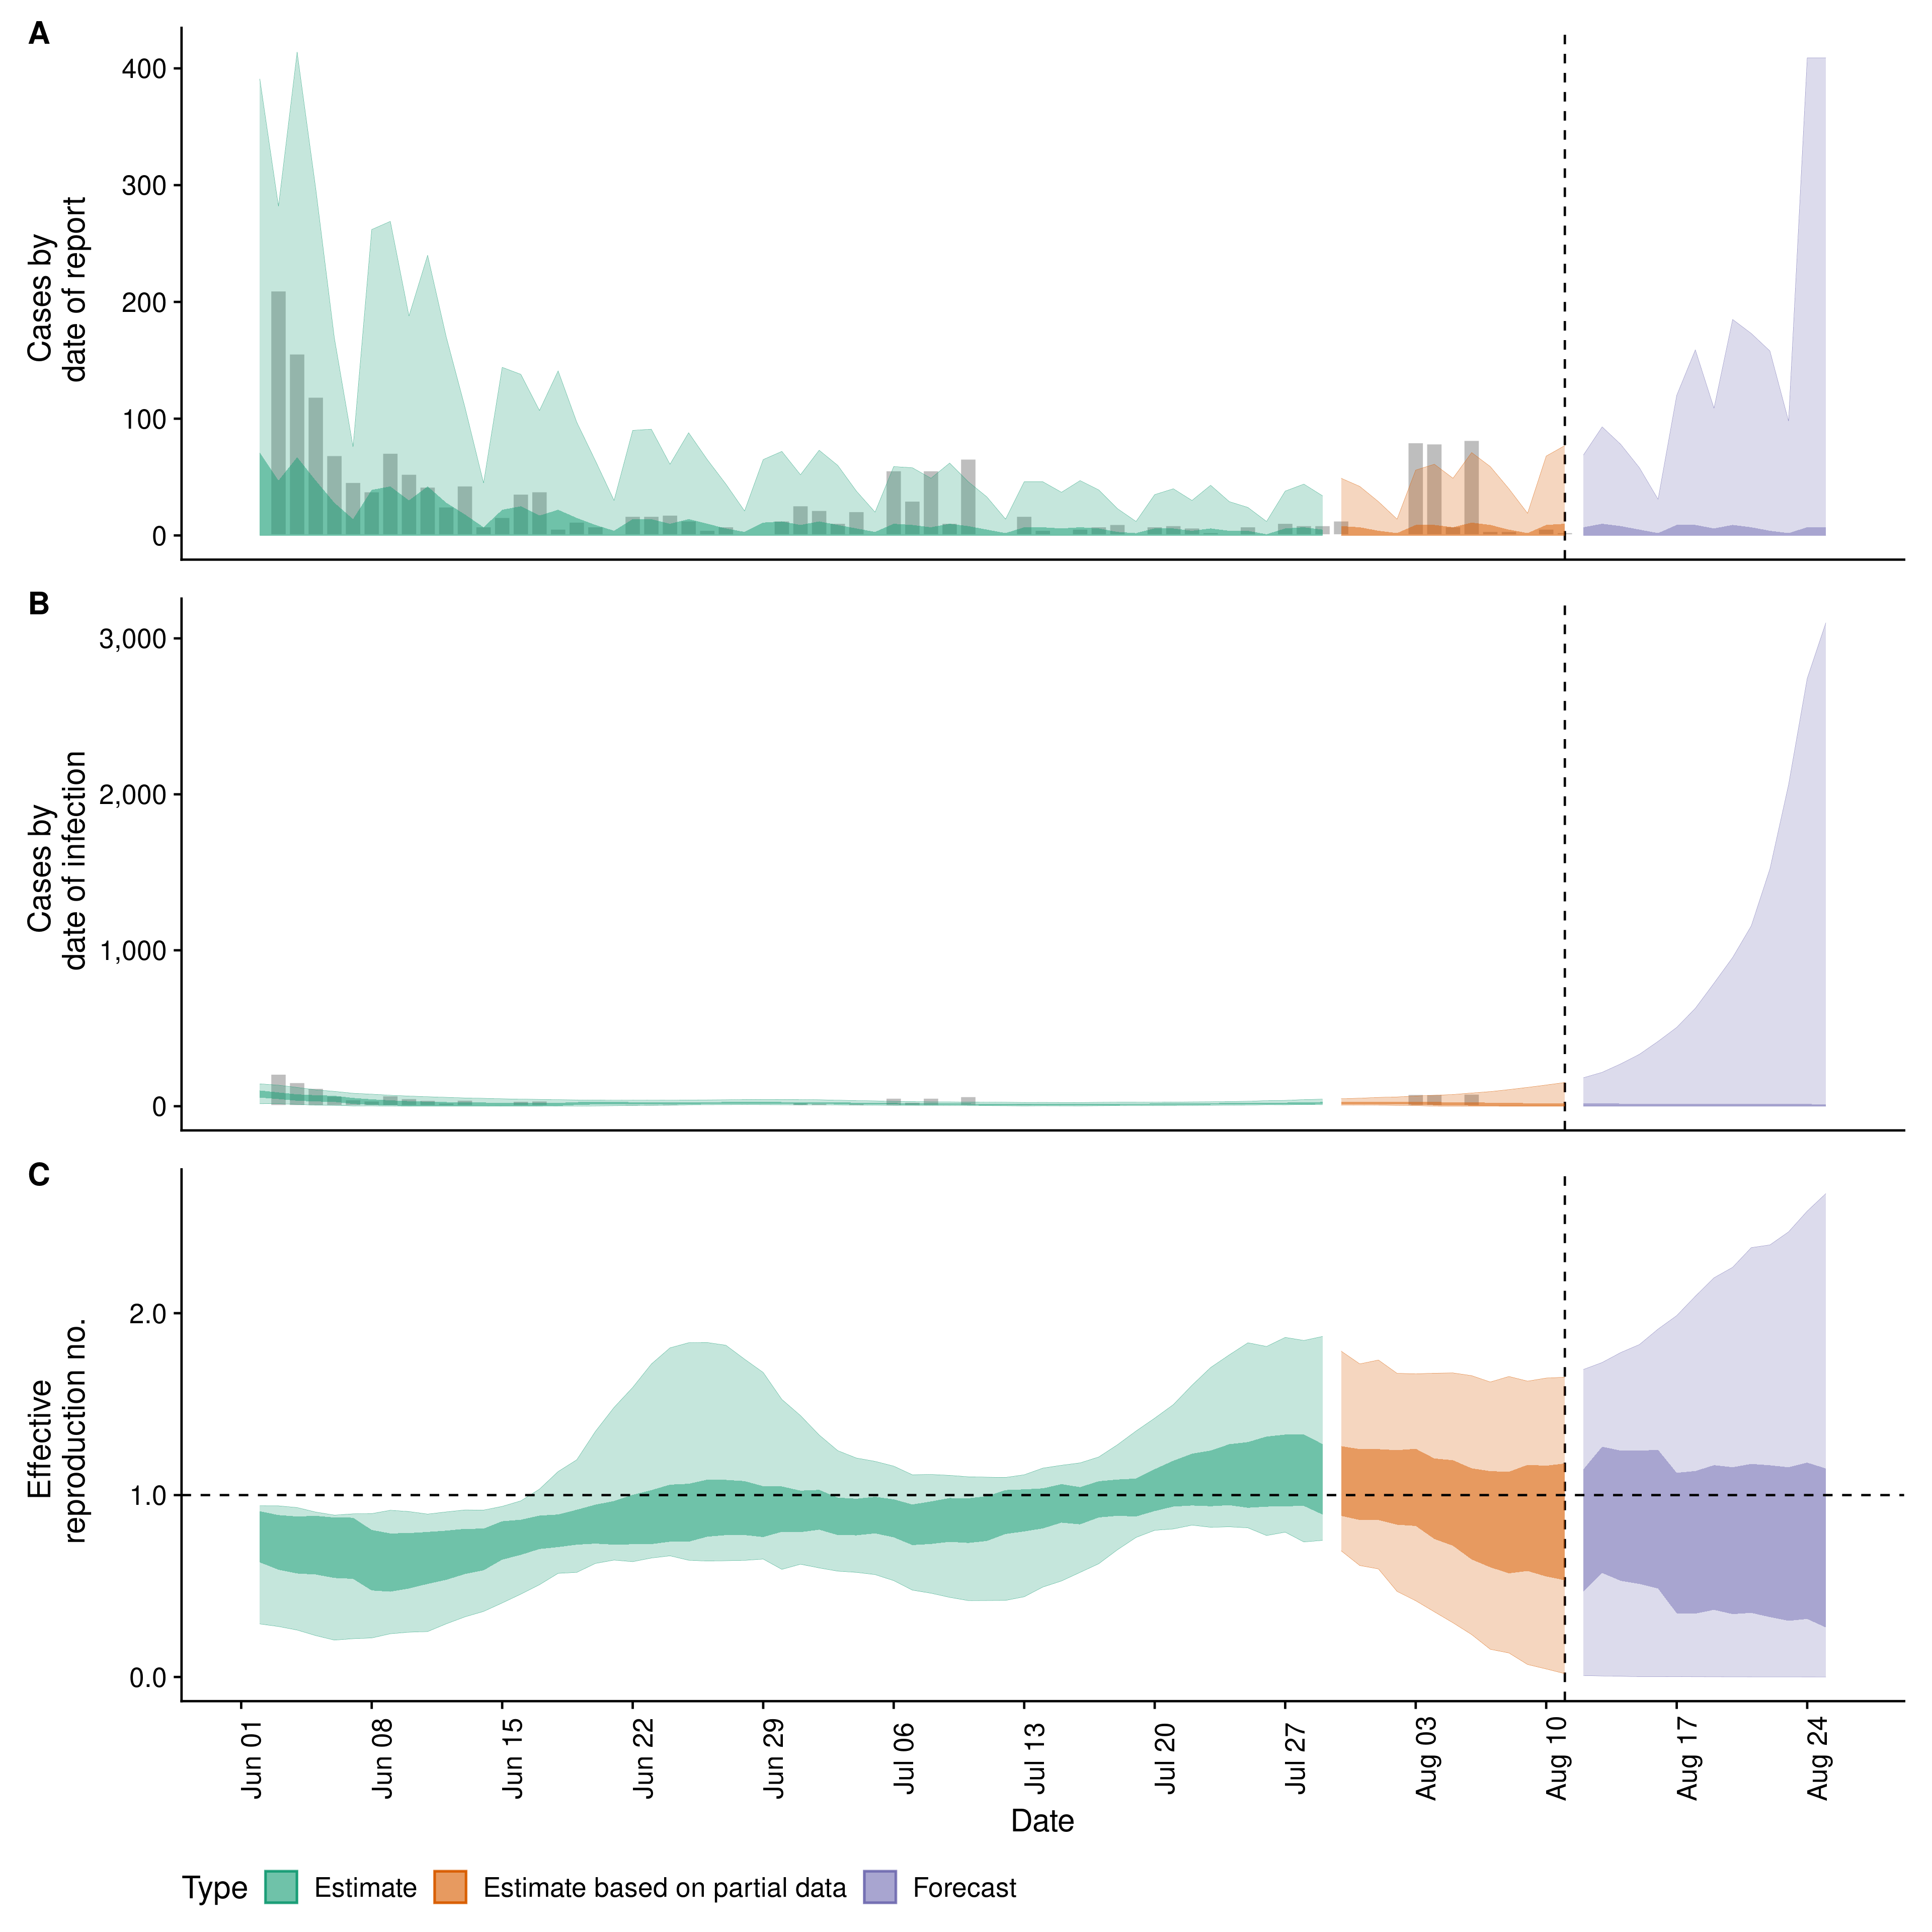 A
Cases by
date of report
400
300
200
100
0
B
Cases by
date of infection
3,000
2,000
1,000
0
C
Effective
reproduction no.
2.0
1.0
0.0
Jun 01
Jun 08
Jun 15
Jun 22
Jun 29
Jul 06
Jul 13
Jul 20
Jul 27
Aug 03
Aug 10
Aug 17
Aug 24
Date
Type Estimate Estimate based on partial data Forecast